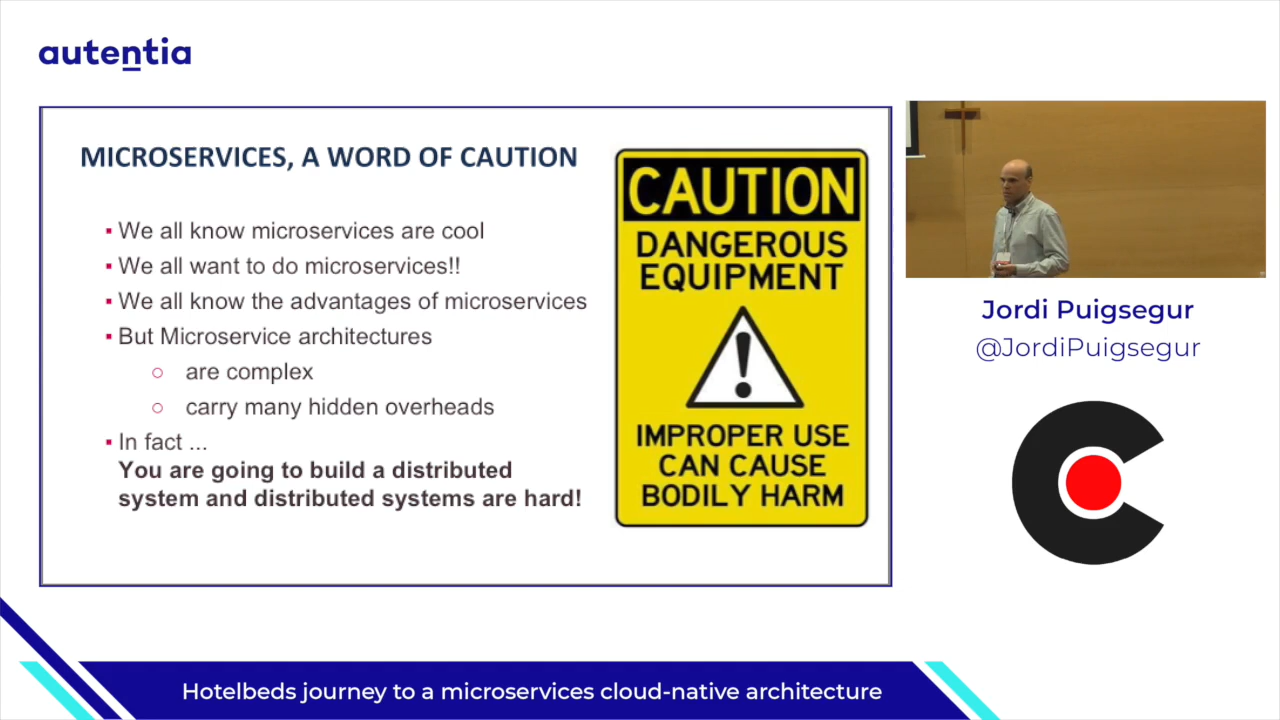 autentia
MICROSERVICES, A WORD OF CAUTION
▪ We all know microservices are cool
▪ We all want to do microservices!!
▪ We all know the advantages of microservices
▪ But Microservice architectures
○ are complex
○ carry many hidden overheads
▪ In fact ...
You are going to build a distributed
system and distributed systems are hard!
CAUTION
DANGEROUS
EQUIPMENT
!
IMPROPER USE
CAN CAUSE
BODILY HARM
Jordi Puigsegur
@JordiPuigsegur
Hotelbeds journey to a microservices cloud-native architecture